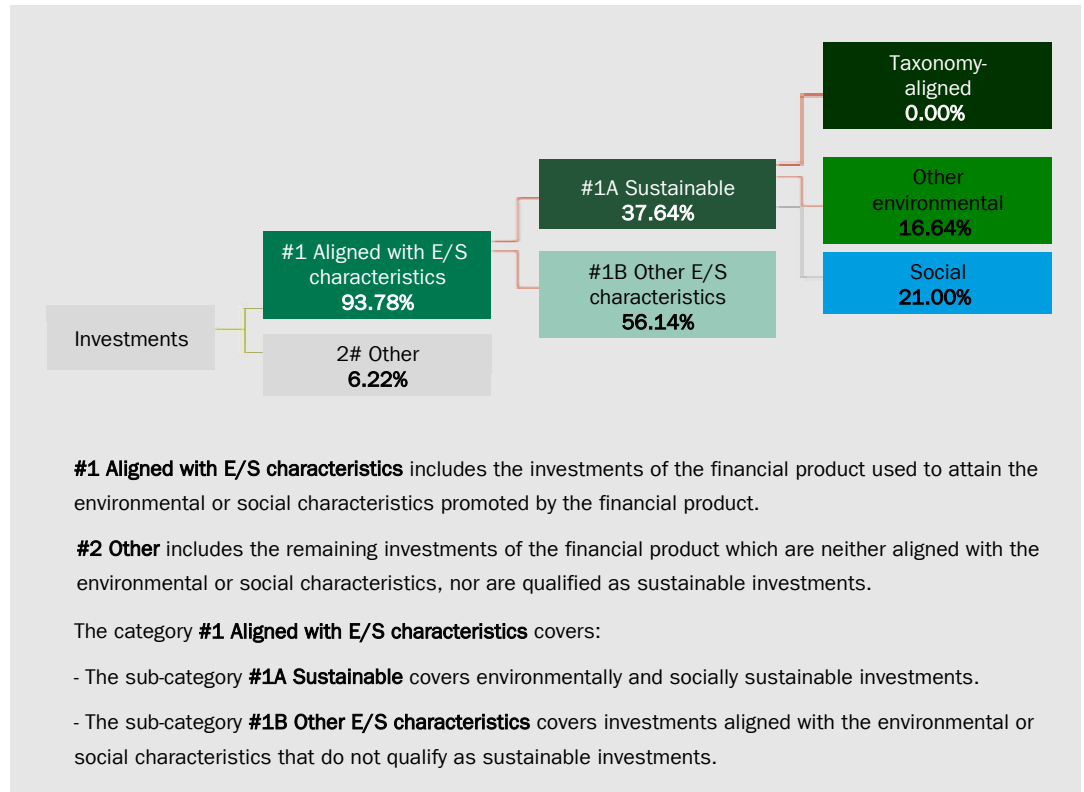 Taxonomy-
aligned
0.00%
Other
environmental
16.64%
Social
21.00%
#1A Sustainable
37.64%
#1B Other E/S
characteristics
56.14%
#1 Aligned with E/S
characteristics
93.78%
2# Other
6.22%
Investments
#1 Aligned with E/S characteristics includes the investments of the financial product used to attain the
environmental or social characteristics promoted by the financial product.
#2 Other includes the remaining investments of the financial product which are neither aligned with the
environmental or social characteristics, nor are qualified as sustainable investments.
The category #1 Aligned with E/S characteristics covers:
- The sub-category #1A Sustainable covers environmentally and socially sustainable investments.
- The sub-category #1B Other E/S characteristics covers investments aligned with the environmental or
social characteristics that do not qualify as sustainable investments.